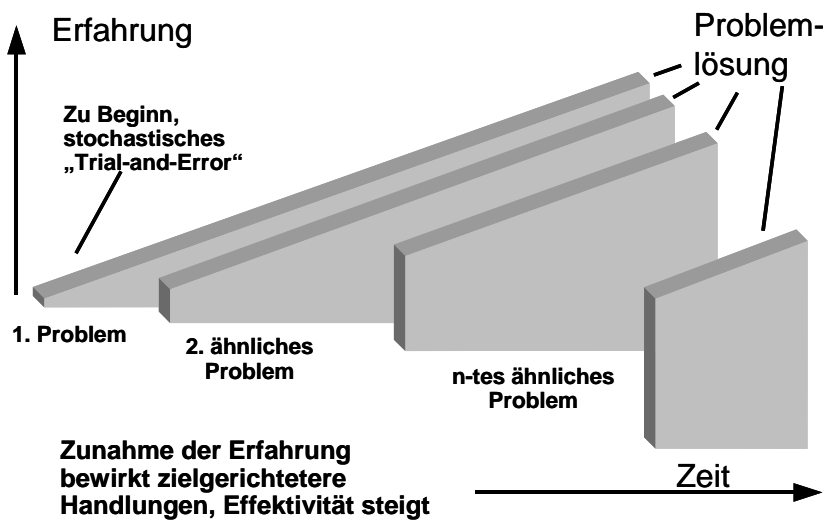 Erfahrung
Problem-
lösung
Zu Beginn,
stochastisches
„Trial-and-Error“
1. Problem
2. ähnliches
Problem
n-tes ähnliches
Problem
Zunahme der Erfahrung
bewirkt zielgerichtetere
Handlungen, Effektivität steigt
Zeit